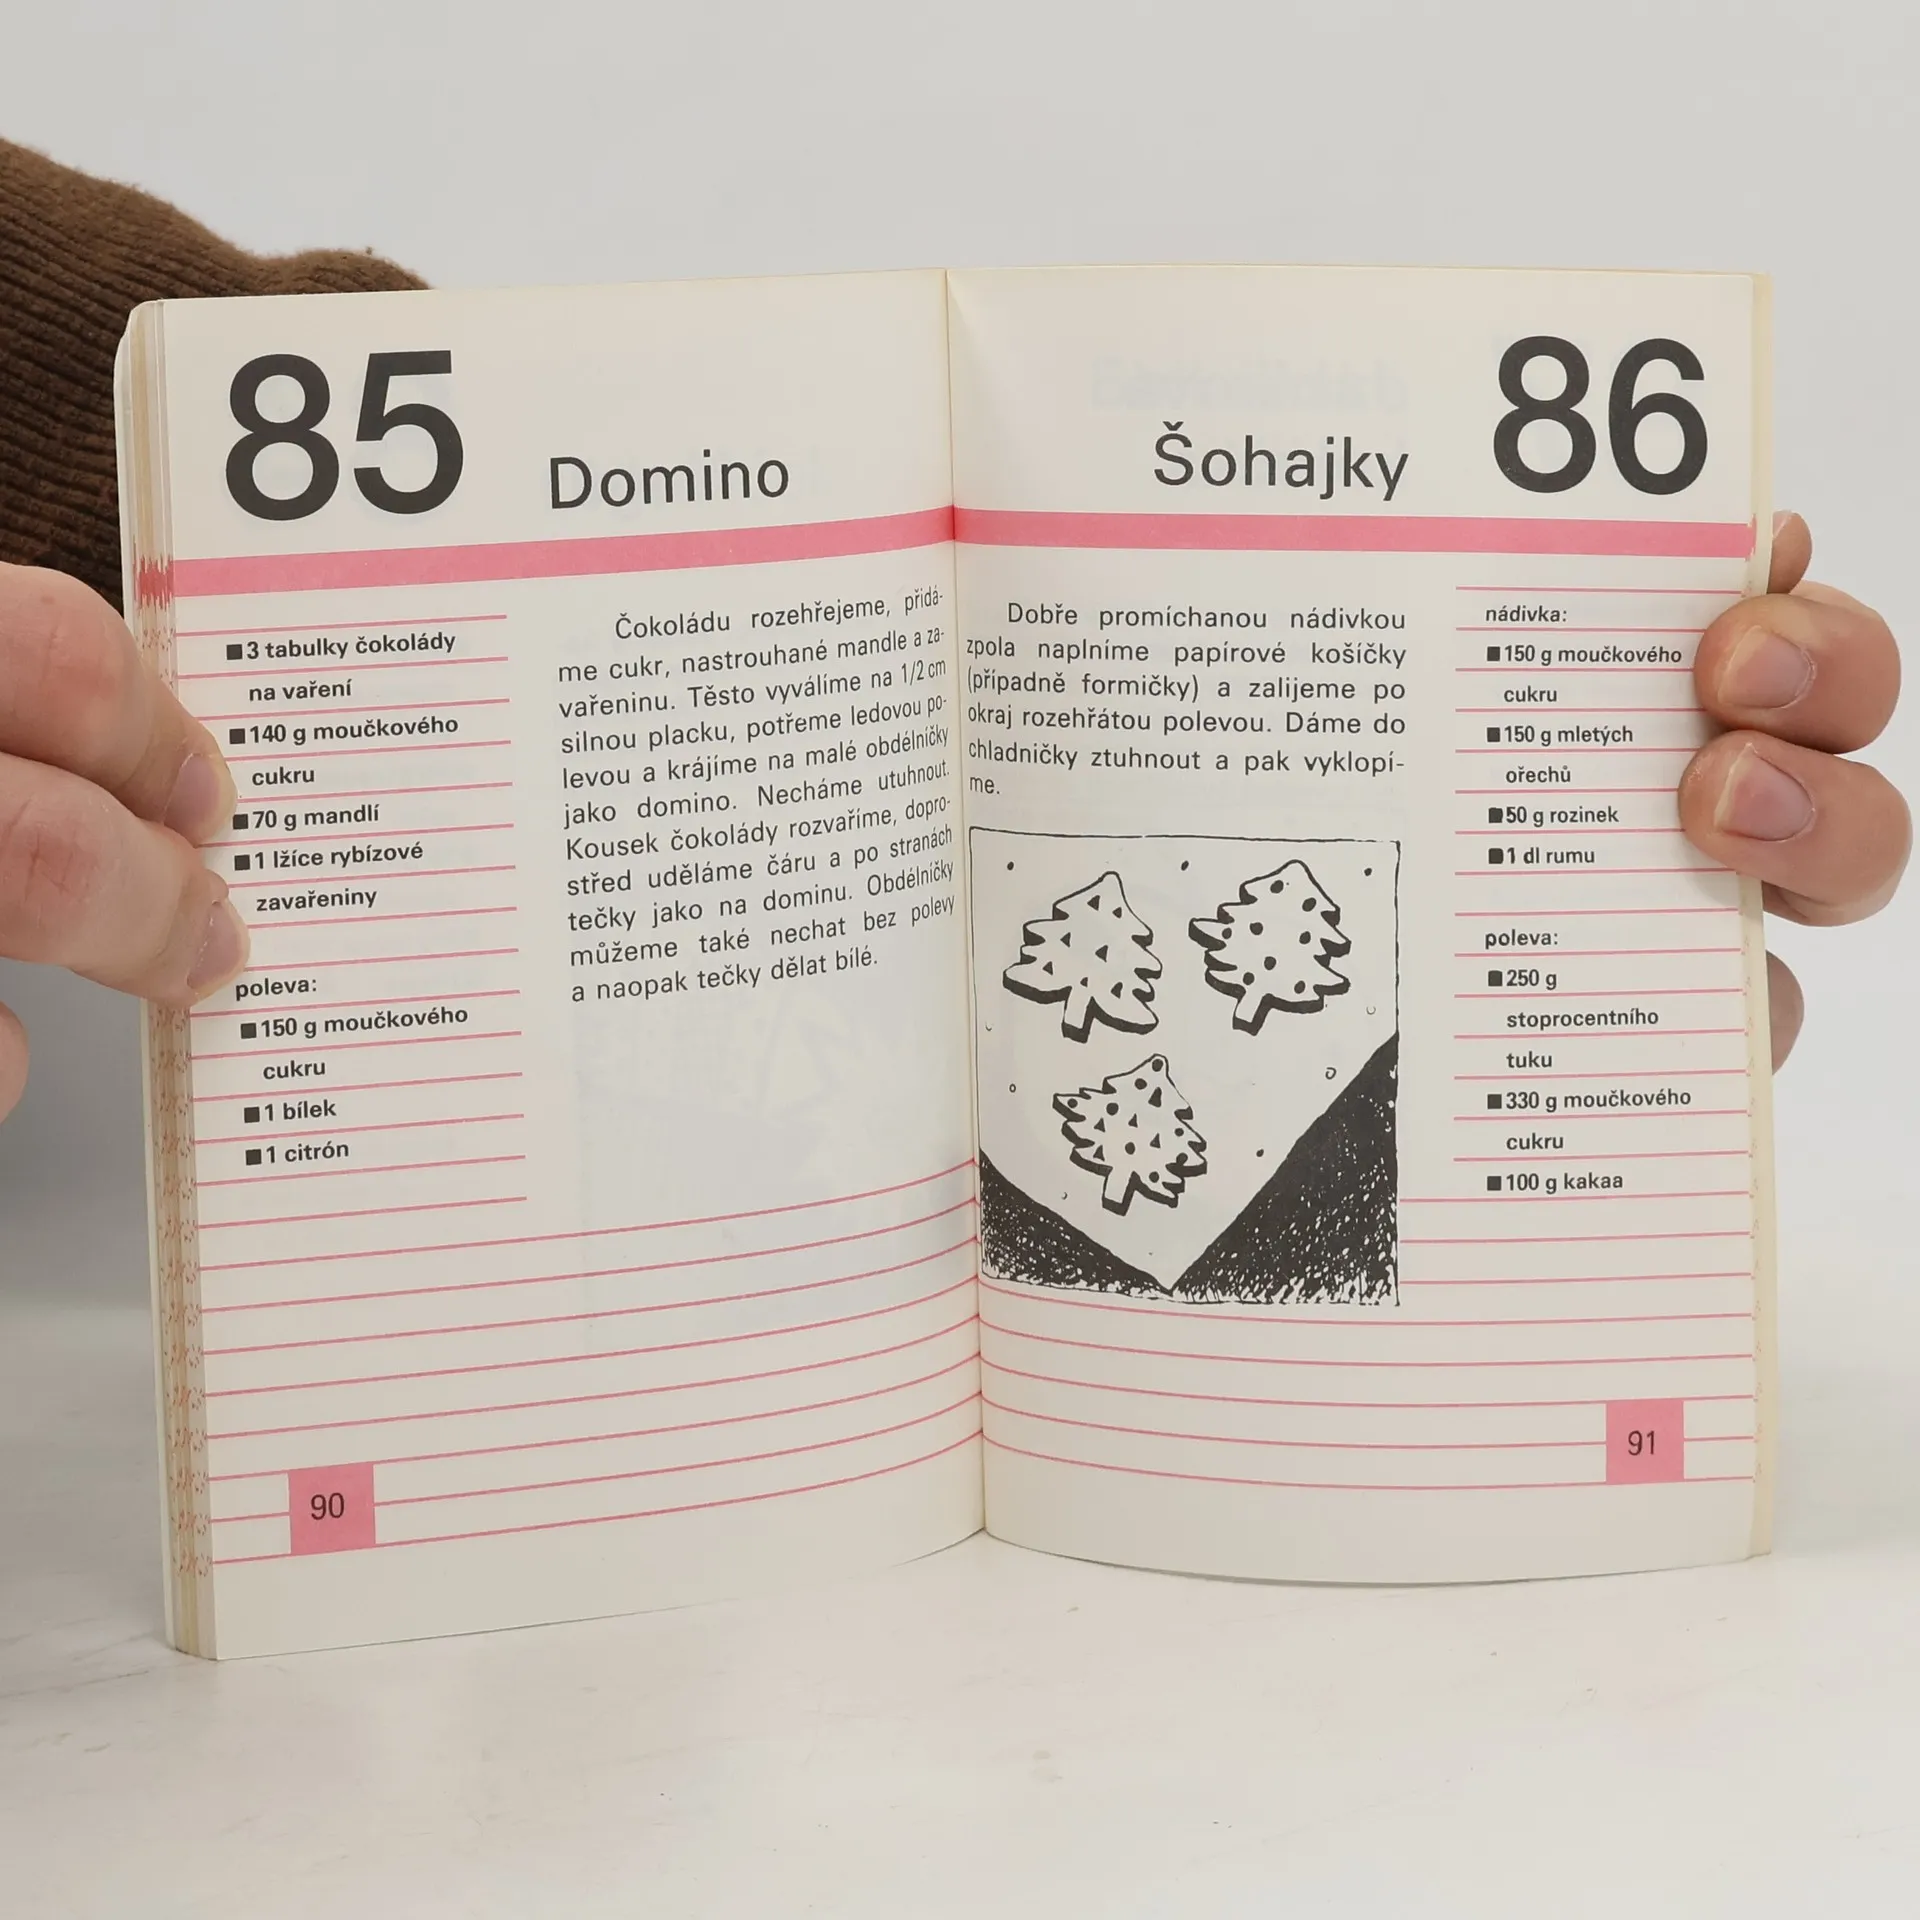 85
Domino
■ 3 tabulky čokolády
na vaření
■ 140 g moučkového
cukru
■ 70 g mandlí
■ 1 lžíce rybízové
zavařeniny
poleva:
■ 150 g moučkového
cukru
■ 1 bílek
■ 1 citrón
Čokoládu rozehřejeme, přidá-
me cukr, nastrouhané mandle a za-
vařeninu. Těsto vyválíme na 1/2 cm
silnou placku, potřeme ledovou po-
levou a krájíme na malé obdélníčky
jako domino. Necháme utuhnout.
Kousek čokolády rozvaříme, dopro-
střed uděláme čáru a po stranách
tečky jako na dominu. Obdélníčky
můžeme také nechat bez polevy
a naopak tečky dělat bílé.
90
Šohajky
86
Dobře promíchanou nádivkou
zpola naplníme papírové košíčky
(případně formičky) a zalijeme po
okraj rozehřátou polevou. Dáme do
chladničky ztuhnout a pak vyklopí-
me.
nádivka:
■ 150 g moučkového
cukru
■ 150 g mletých
ořechů
■ 50 g rozinek
■ 1 dl rumu
poleva:
■ 250 g
stoprocentního
tuku
■ 330 g moučkového
cukru
■ 100 g kakaa
91